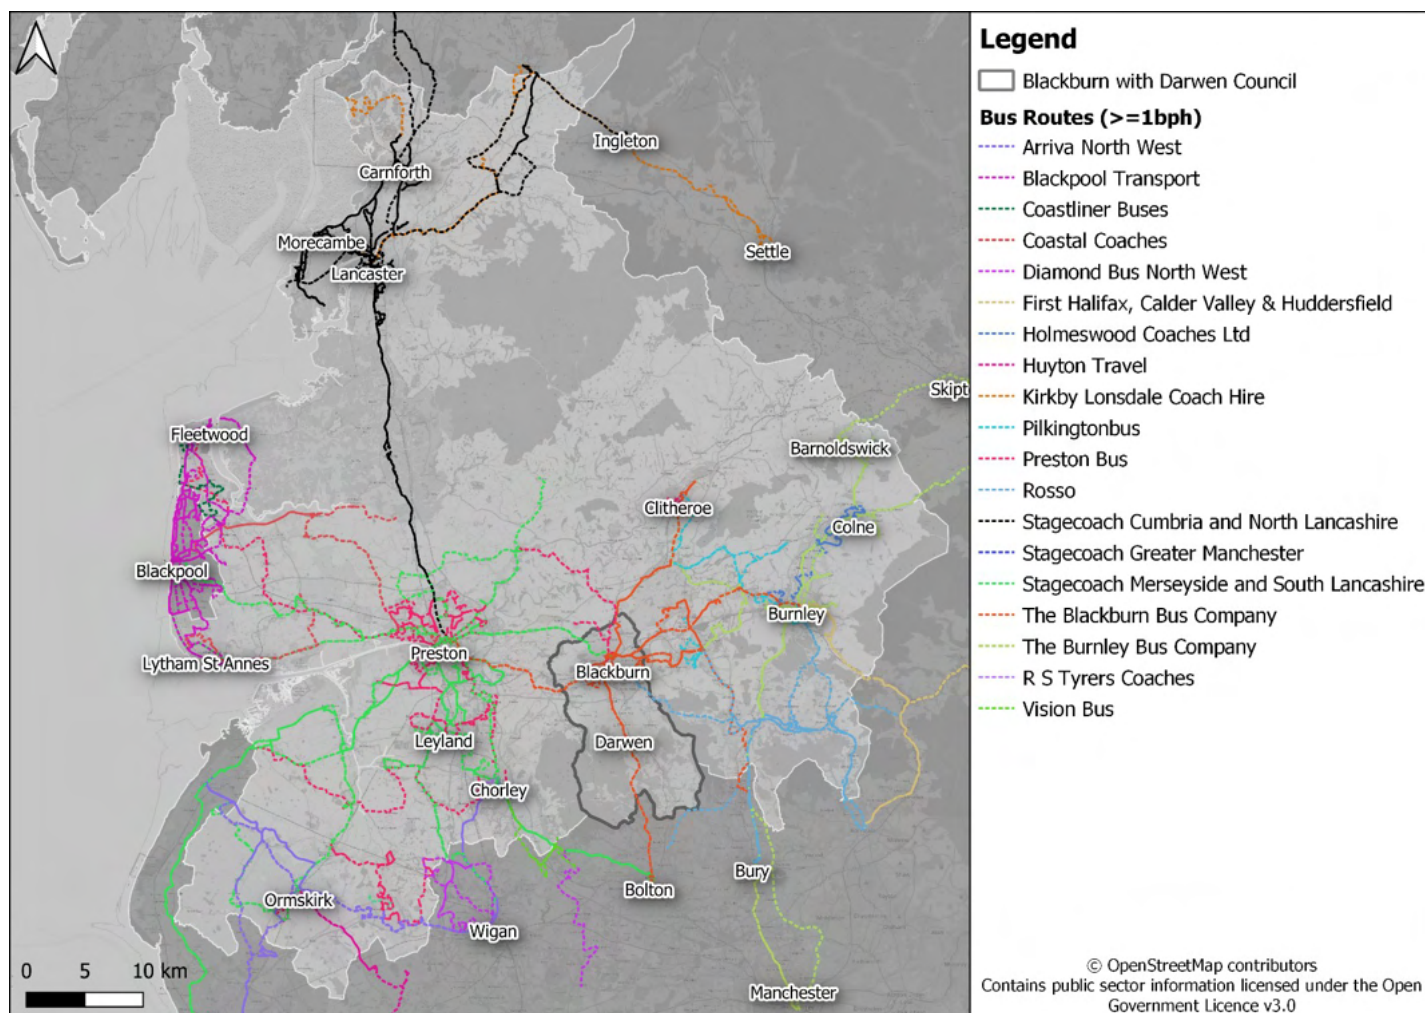 Ingleton
Carnforth
Morecambe
Lancaster
Settle
Skipt
Fleetwood
Barnoldswick
Clitheroe
Colne
Blackpool
Burnley
Preston
Lytham St Annes
Blackburn
Leyland
Darwen
Chorley
Ormskirk
Bolton
Bury
Wigan
Manchester
0 5 10 km
Legend
Blackburn with Darwen Council
Bus Routes (>=1bph)
Arriva North West
Blackpool Transport
Coastliner Buses
Coastal Coaches
Diamond Bus North West
First Halifax, Calder Valley & Huddersfield
Holmeswood Coaches Ltd
Huyton Travel
Kirkby Lonsdale Coach Hire
Pilkingtonbus
Preston Bus
Rosso
Stagecoach Cumbria and North Lancashire
Stagecoach Greater Manchester
Stagecoach Merseyside and South Lancashire
The Blackburn Bus Company
The Burnley Bus Company
R S Tyrers Coaches
Vision Bus
© OpenStreetMap contributors
Contains public sector information licensed under the Open
Government Licence v3.0